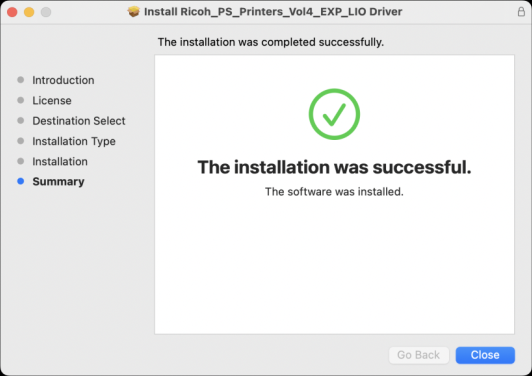 Install Ricoh_PS_Printers_Vol4_EXP_LIO Driver
The installation was completed successfully.
Introduction
License
Destination Select
Installation Type
Installation
Summary
The installation was successful.
The software was installed.
Go Back
Close